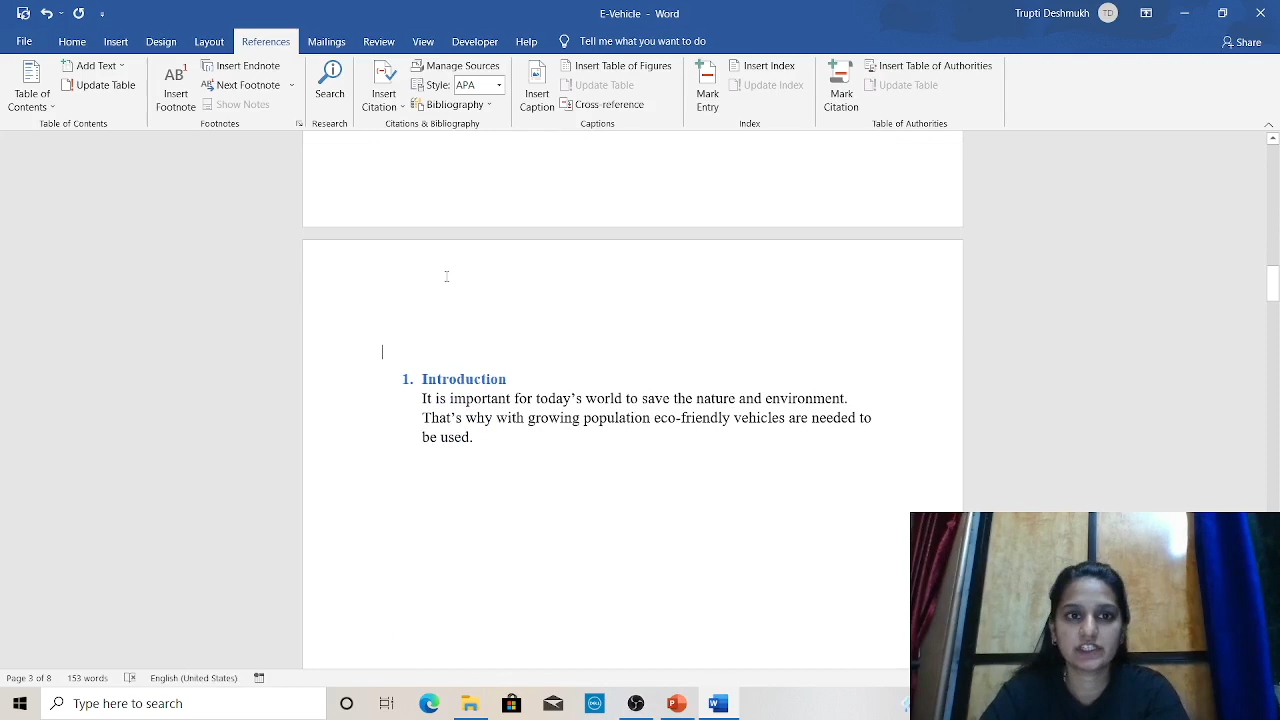 E-Vehicle - Word
Trupti Deshmukh TD
File Home Insert Design Layout References Mailings Review View Developer Help Tell me what you want to do Share
Table of Contents
Add Text
Update Table
Table of Contents
AB1 Insert Footnote
Insert Endnote
Next Footnote
Show Notes
Footnotes
Search
Research
Insert Citation
Manage Sources
Style: APA
Bibliography
Citations & Bibliography
Insert Caption
Insert Table of Figures
Update Table
Cross-reference
Captions
Mark Entry
Insert Index
Update Index
Index
Mark Citation
Insert Table of Authorities
Update Table
Table of Authorities
1. Introduction
It is important for today's world to save the nature and environment.
That's why with growing population eco-friendly vehicles are needed to
be used.
Page 3 of 8 153 words English (United States)
Type here to search